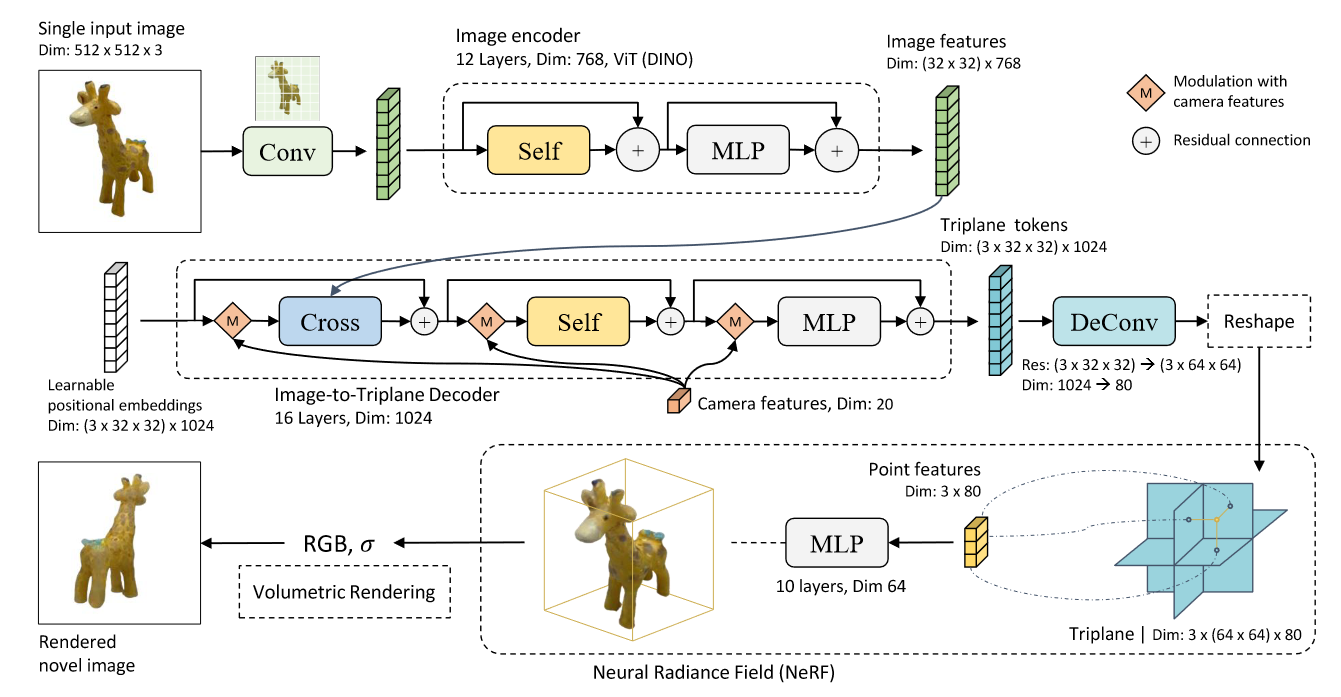 Single input image
Dim: 512 x 512 x 3
Conv
Image encoder
12 Layers, Dim: 768, ViT (DINO)
Self
+
MLP
+
Image features
Dim: (32 x 32) x 768
M
Modulation with
camera features
+
Residual connection
Learnable
positional embeddings
Dim: (3 x 32 x 32) x 1024
M
Cross
+
M
Self
+
M
MLP
+
Image-to-Triplane Decoder
16 Layers, Dim: 1024
Camera features, Dim: 20
Triplane tokens
Dim: (3 x 32 x 32) x 1024
DeConv
Res: (3 x 32 x 32) → (3 x 64 x 64)
Dim: 1024 → 80
Reshape
Point features
Dim: 3 x 80
MLP
10 layers, Dim 64
Triplane | Dim: 3 x (64 x 64) x 80
Neural Radiance Field (NeRF)
RGB, σ
Volumetric Rendering
Rendered
novel image